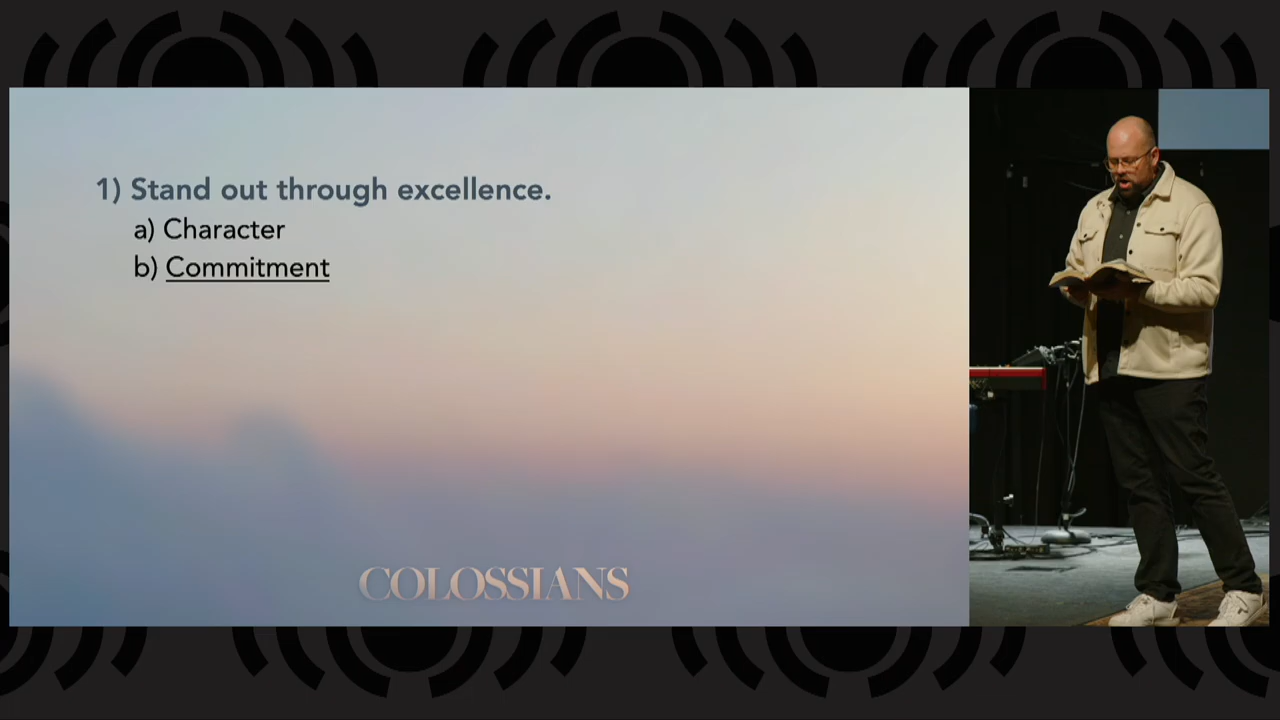 1) Stand out through excellence.
a) Character
b) Commitment
COLOSSIANS